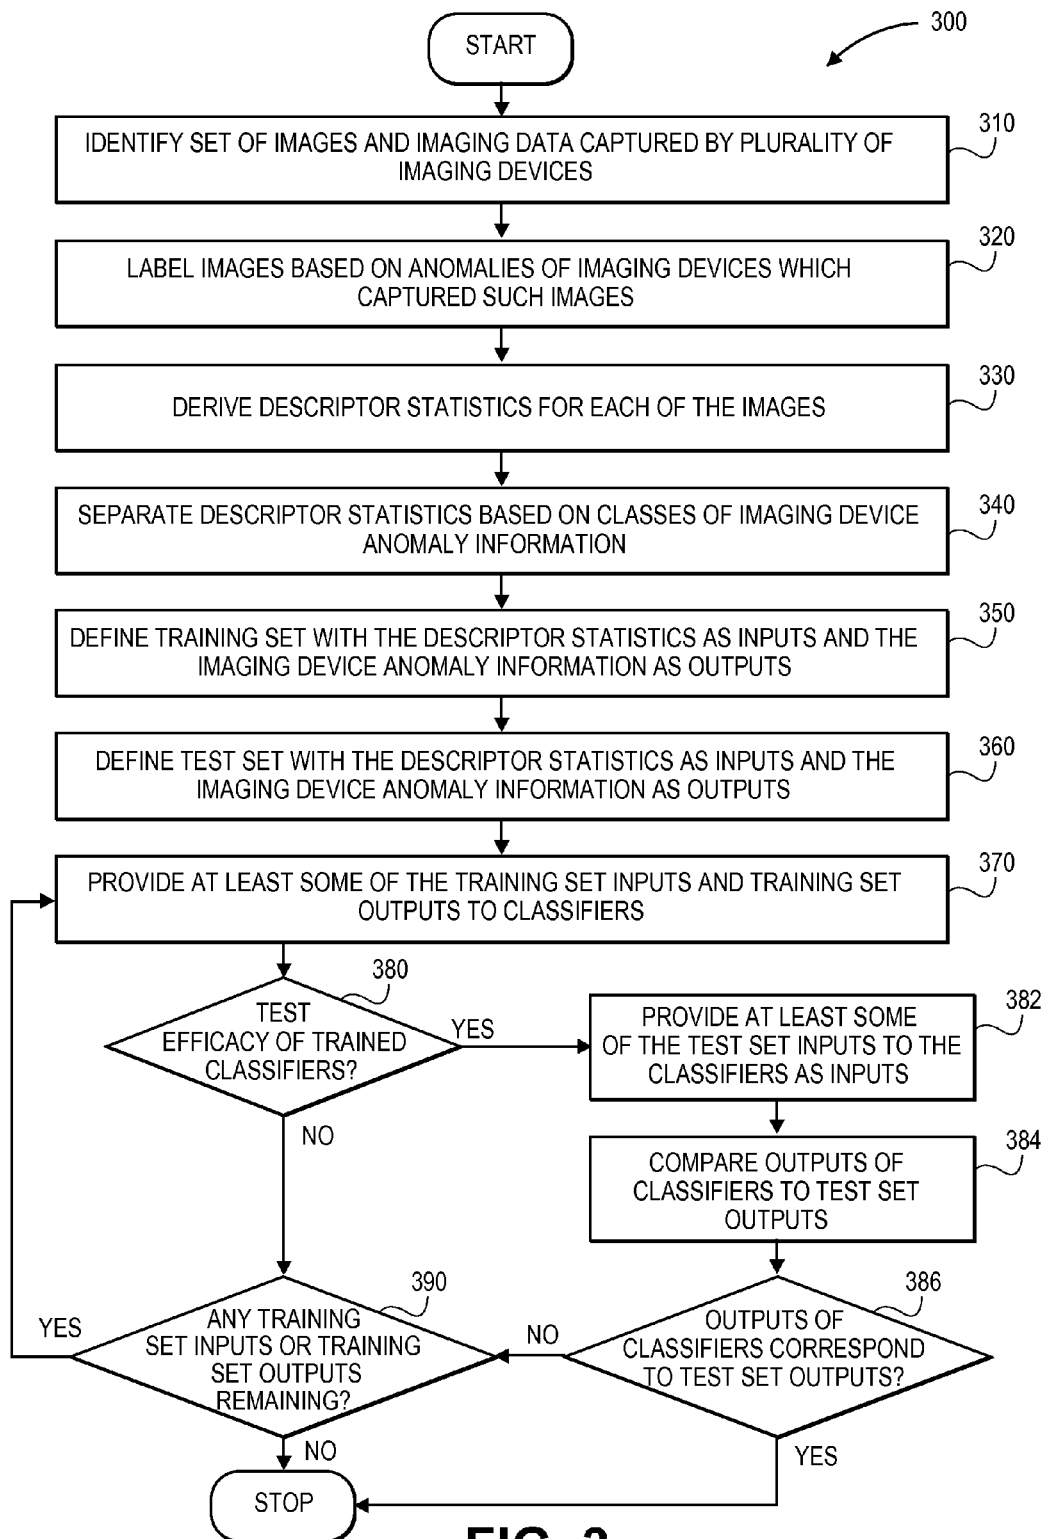 START
300
IDENTIFY SET OF IMAGES AND IMAGING DATA CAPTURED BY PLURALITY OF
IMAGING DEVICES
310
LABEL IMAGES BASED ON ANOMALIES OF IMAGING DEVICES WHICH
CAPTURED SUCH IMAGES
320
DERIVE DESCRIPTOR STATISTICS FOR EACH OF THE IMAGES
330
SEPARATE DESCRIPTOR STATISTICS BASED ON CLASSES OF IMAGING DEVICE
ANOMALY INFORMATION
340
DEFINE TRAINING SET WITH THE DESCRIPTOR STATISTICS AS INPUTS AND THE
IMAGING DEVICE ANOMALY INFORMATION AS OUTPUTS
350
DEFINE TEST SET WITH THE DESCRIPTOR STATISTICS AS INPUTS AND THE
IMAGING DEVICE ANOMALY INFORMATION AS OUTPUTS
360
PROVIDE AT LEAST SOME OF THE TRAINING SET INPUTS AND TRAINING SET
OUTPUTS TO CLASSIFIERS
370
TEST
EFFICACY OF TRAINED
CLASSIFIERS?
380
YES
NO
PROVIDE AT LEAST SOME
OF THE TEST SET INPUTS TO THE
CLASSIFIERS AS INPUTS
382
COMPARE OUTPUTS OF
CLASSIFIERS TO TEST SET
OUTPUTS
384
OUTPUTS OF
CLASSIFIERS CORRESPOND
TO TEST SET OUTPUTS?
386
NO
YES
ANY TRAINING
SET INPUTS OR TRAINING
SET OUTPUTS
REMAINING?
390
YES
NO
STOP
FIG.